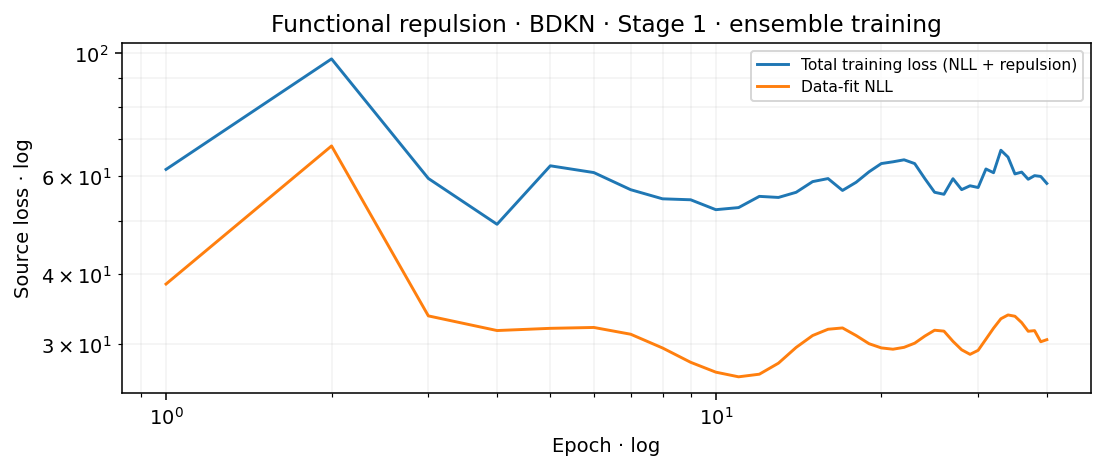 Functional repulsion · BDKN · Stage 1 · ensemble training
Total training loss (NLL + repulsion)
Data-fit NLL
Source loss · log
10²
6 × 10¹
4 × 10¹
3 × 10¹
10⁰
10¹
Epoch · log